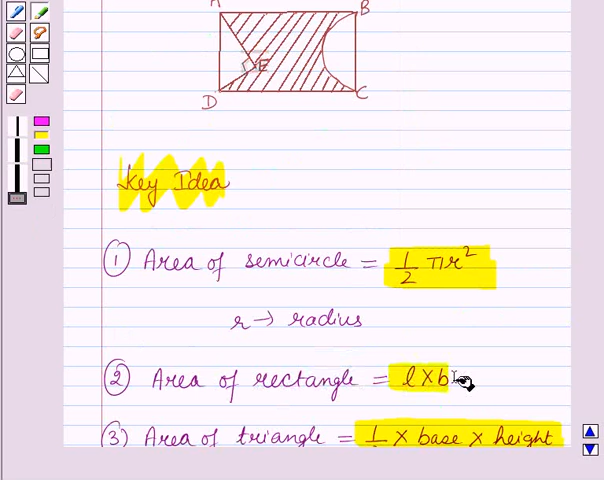 A B
E
D C
Key Idea
① Area of semicircle = 1/2 πr²
r → radius
② Area of rectangle = l × b
③ Area of triangle = 1/ × base × height